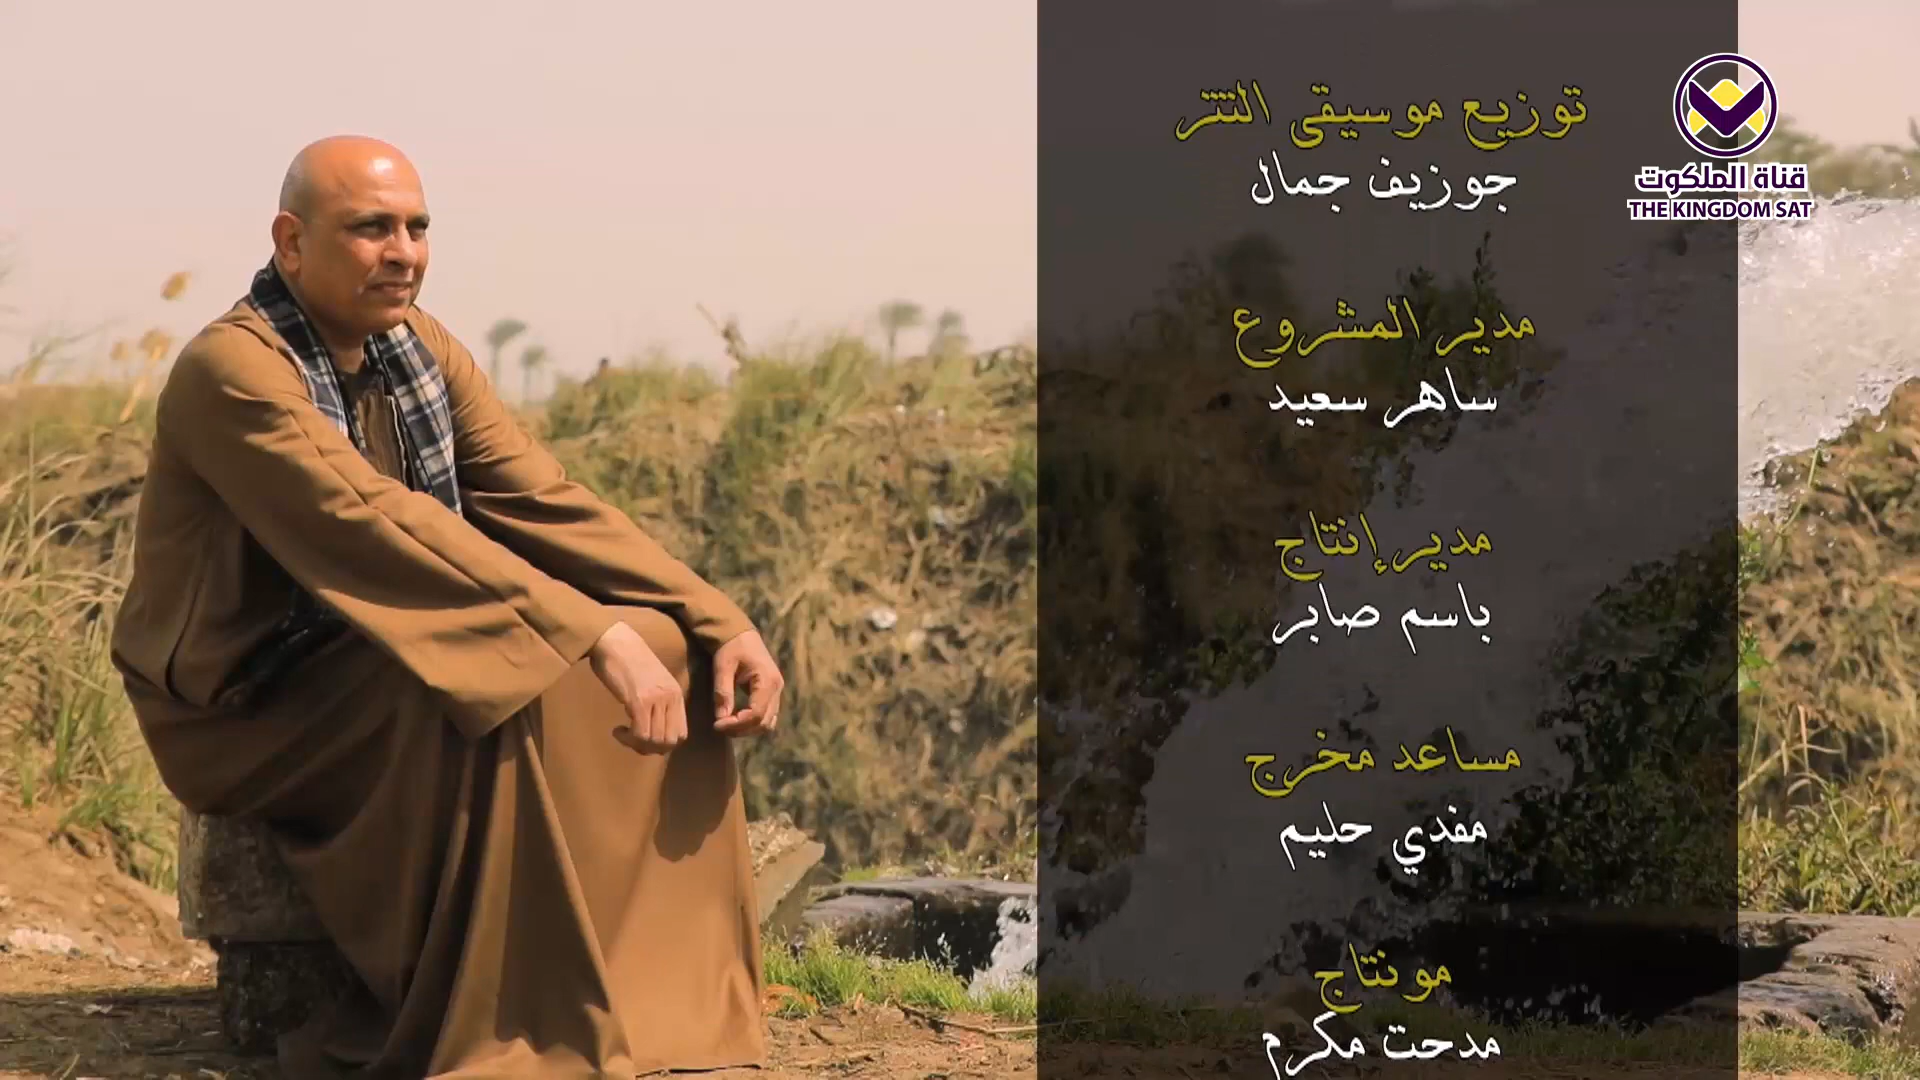 توزيع موسيقى التتر
جوزيف جمال
مدير المشروع
ساهر سعيد
مدير إنتاج
باسم صابر
مساعد مخرج
مفدي حليم
مونتاج
مدحت مكرم
قناة الملكوت
THE KINGDOM SAT